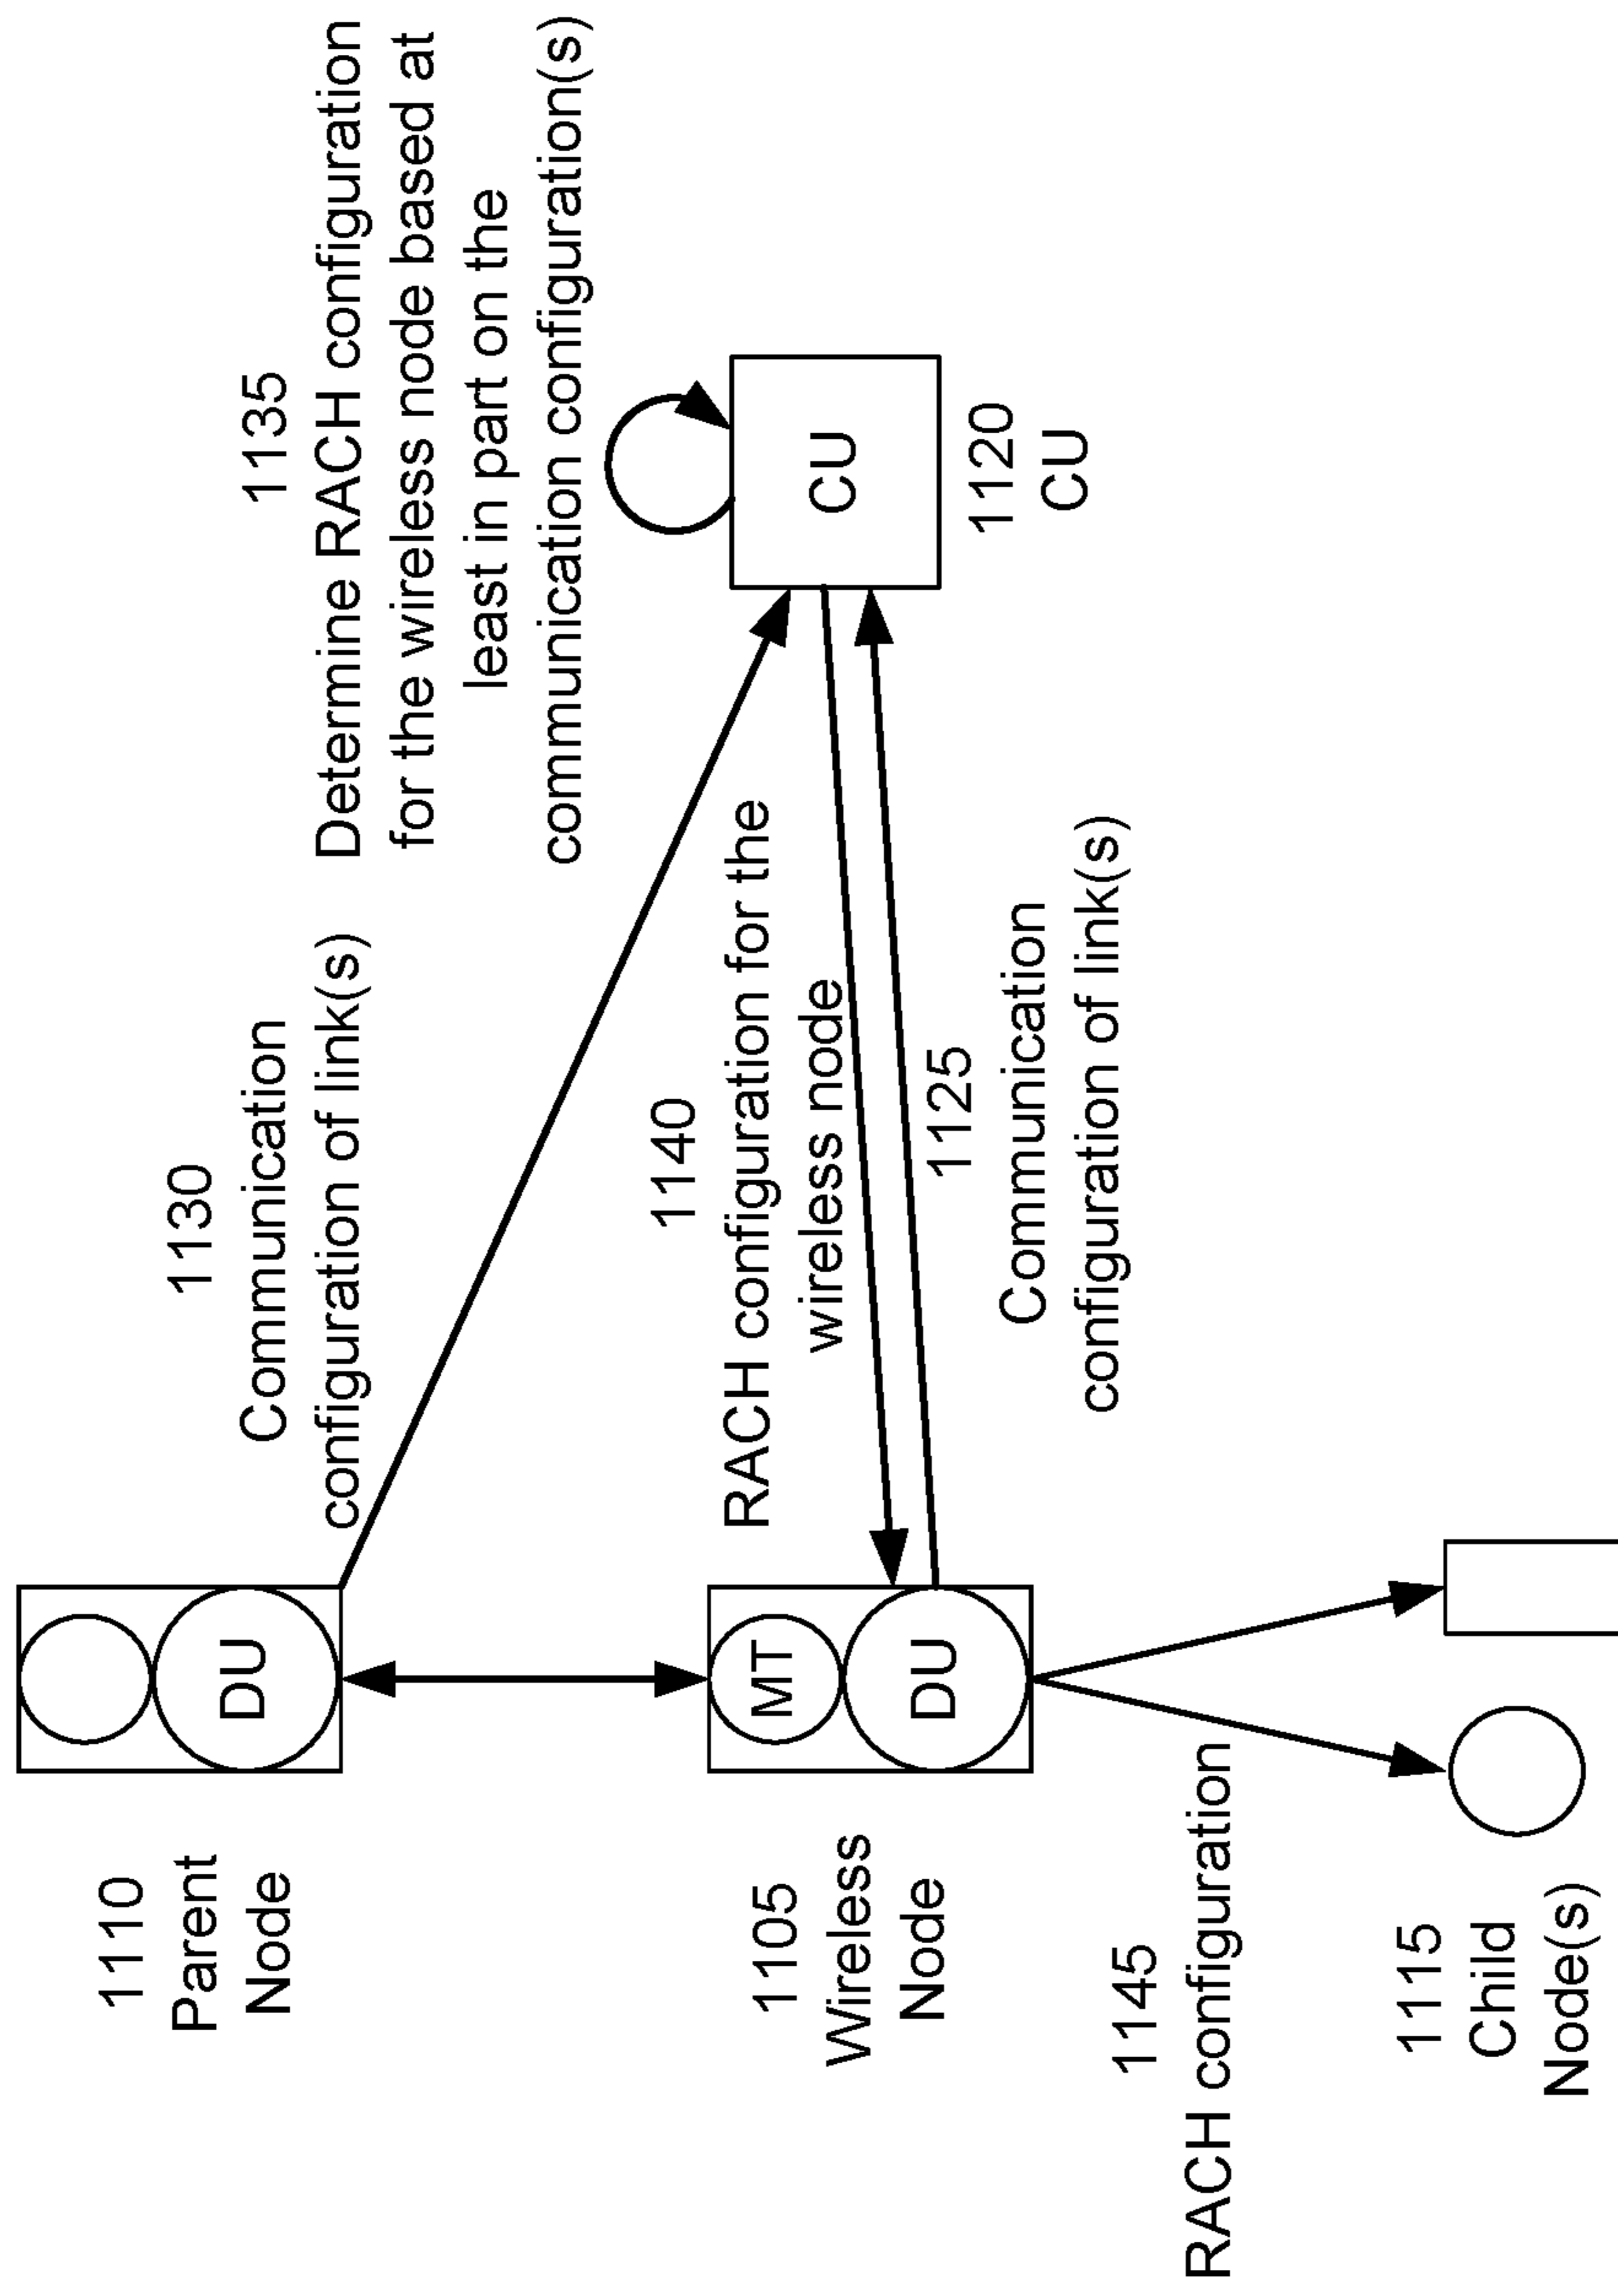 1110
Parent
Node
DU
1130
Communication
configuration of link(s)
1135
Determine RACH configuration
for the wireless node based at
least in part on the
communication configuration(s)
1140
RACH configuration for the
wireless node
CU
1120
CU
1105
Wireless
Node
MT
DU
1125
Communication
configuration of link(s)
1145
RACH configuration
1115
Child
Node(s)